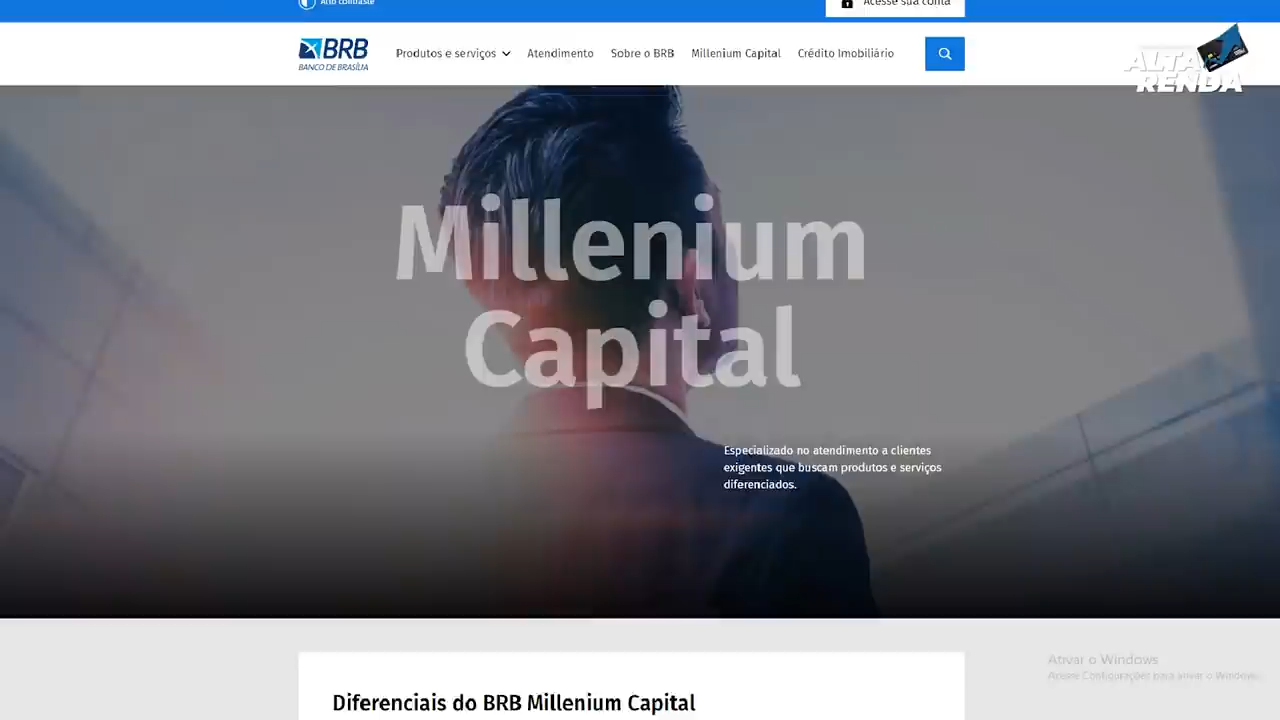 Alto contraste
Acesse sua conta
BRB
BANCO DE BRASÍLIA
Produtos e serviços
Atendimento
Sobre o BRB
Millenium Capital
Crédito Imobiliário
ALTA
RENDA
Millenium
Capital
Especializado no atendimento a clientes
exigentes que buscam produtos e serviços
diferenciados.
Ativar o Windows
Acesse Configurações para ativar o Windows.
Diferenciais do BRB Millenium Capital